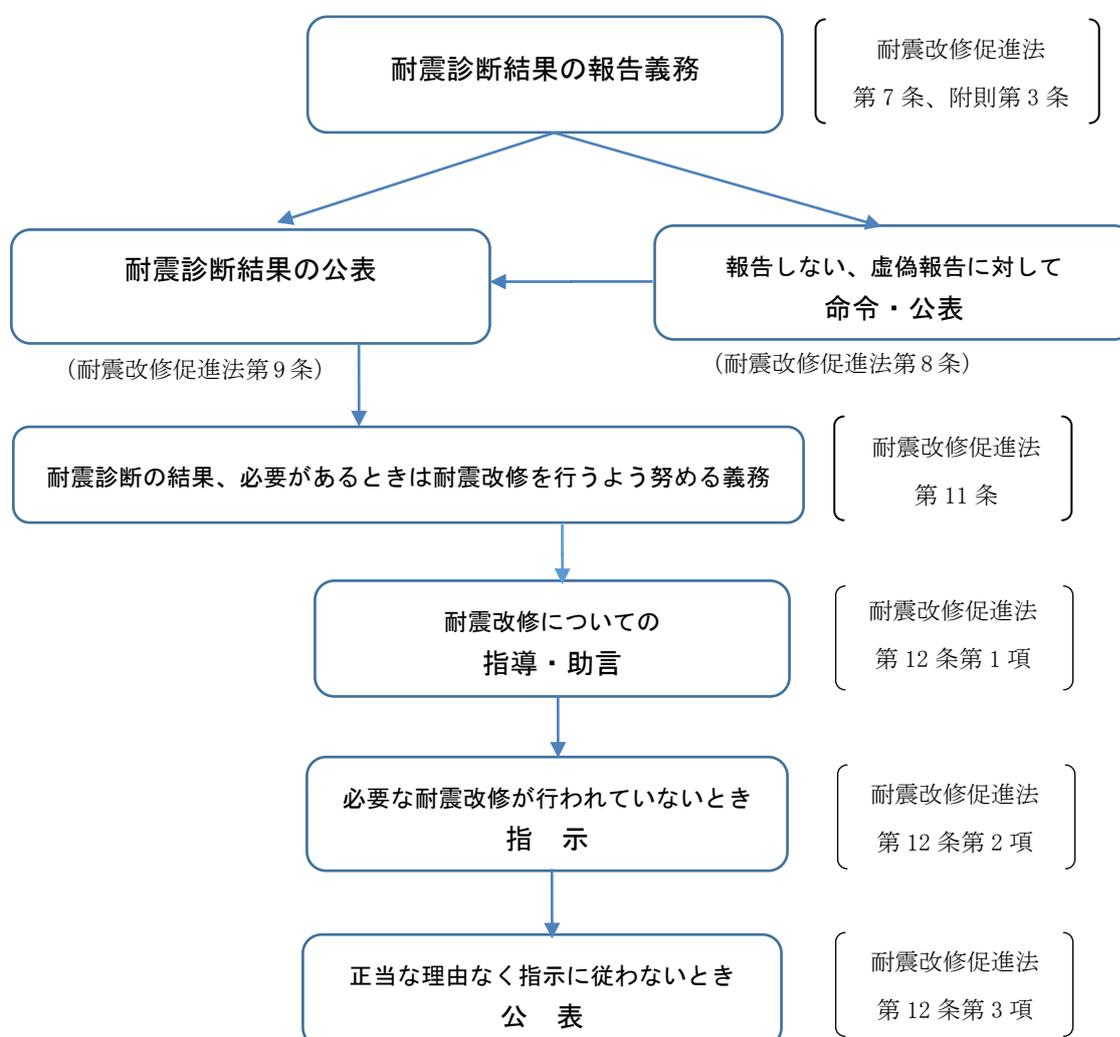 耐震診断結果の報告義務
耐震改修促進法
第 7 条、附則第 3 条
耐震診断結果の公表
報告しない、虚偽報告に対して
命令・公表
(耐震改修促進法第 9 条)
(耐震改修促進法第 8 条)
耐震診断の結果、必要があるときは耐震改修を行うよう努める義務
耐震改修促進法
第 11 条
耐震改修についての
指導・助言
耐震改修促進法
第 12 条第 1 項
必要な耐震改修が行われていないとき
指　示
耐震改修促進法
第 12 条第 2 項
正当な理由なく指示に従わないとき
公　表
耐震改修促進法
第 12 条第 3 項